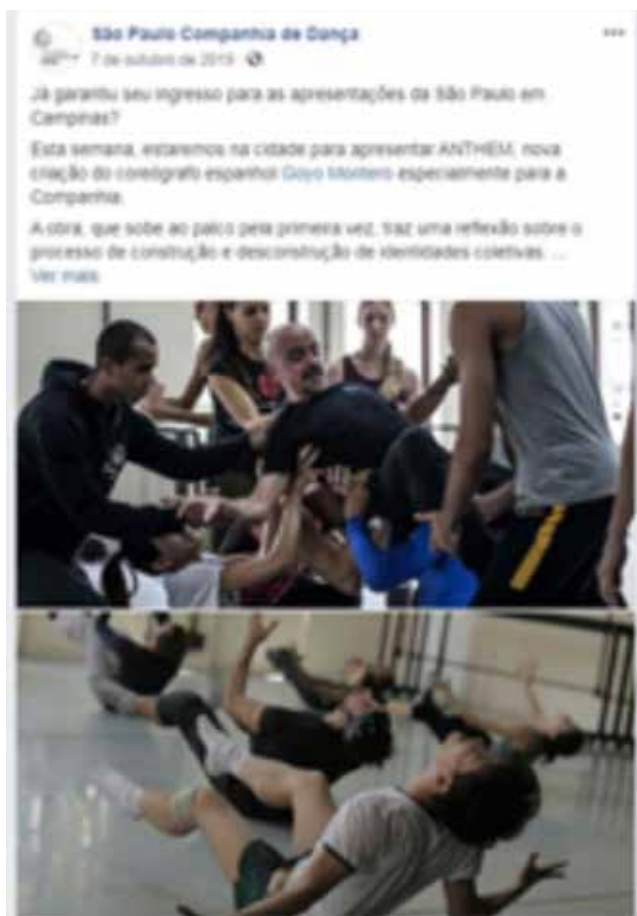 São Paulo Companhia de Dança
7 de outubro de 2019
Já garantiu seu ingresso para as apresentações da São Paulo em
Campinas?
Esta semana, estaremos na cidade para apresentar ANTHEM, nova
criação do coreógrafo espanhol Goyo Montero especialmente para a
Companhia.
A obra, que sobe ao palco pela primeira vez, traz uma reflexão sobre o
processo de construção e desconstrução de identidades coletivas. ...
Ver mais